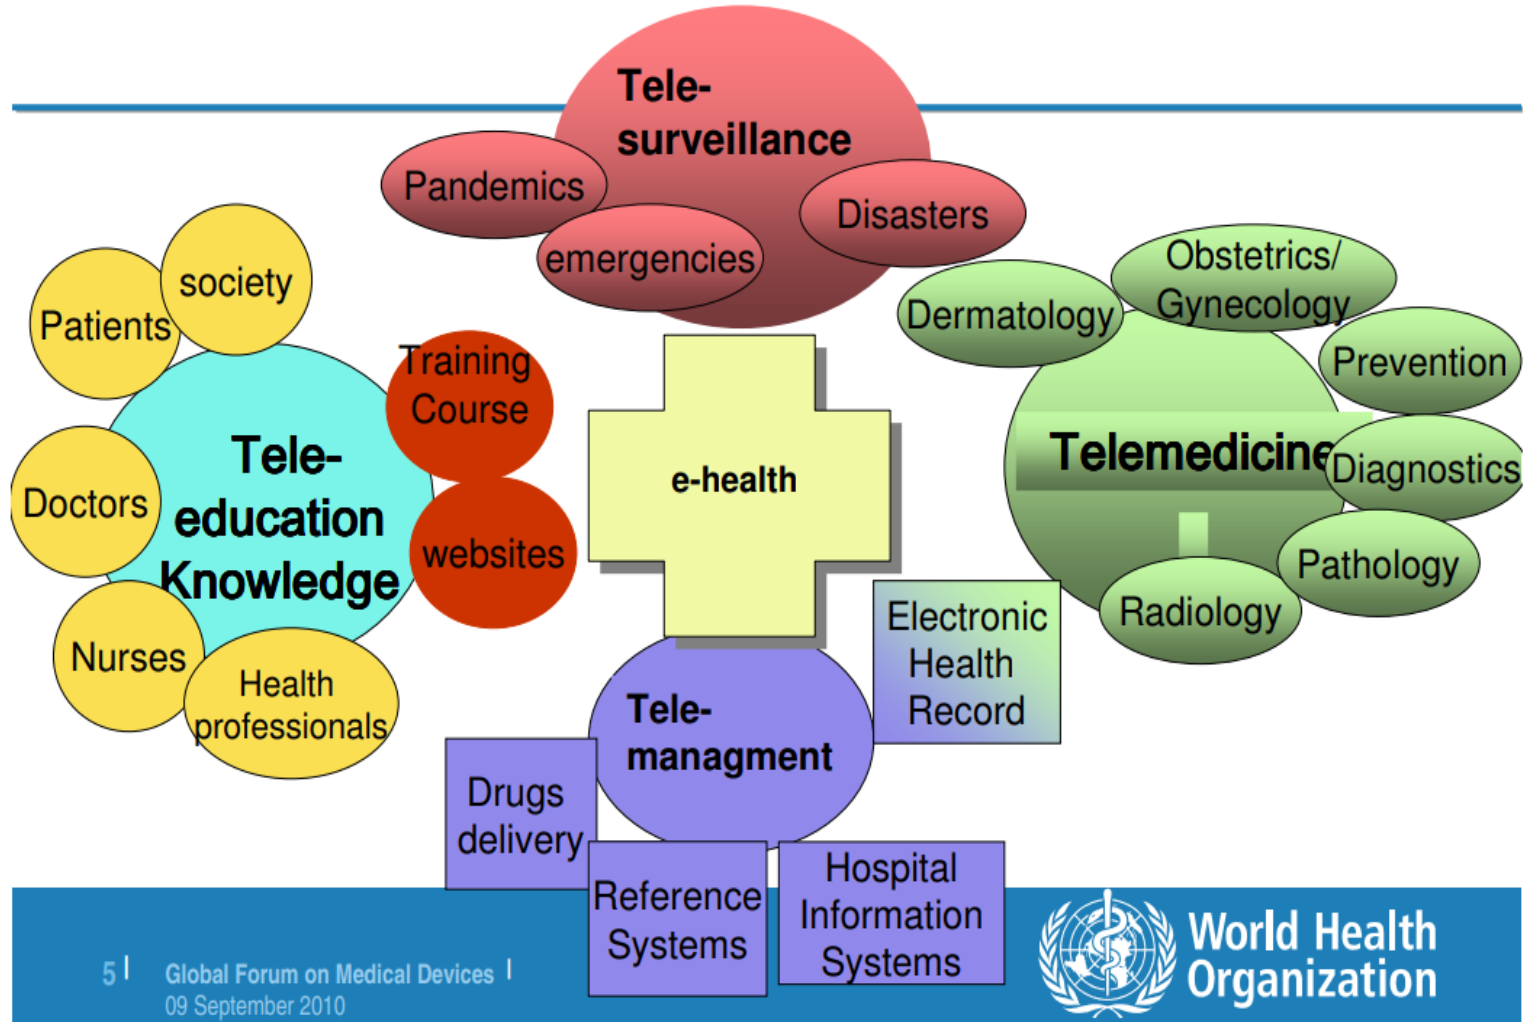 Tele-
surveillance
Pandemics
emergencies
Disasters
society
Patients
Doctors
Nurses
Health
professionals
Tele-
education
Knowledge
Training
Course
websites
e-health
Dermatology
Obstetrics/
Gynecology
Prevention
Telemedicine
Diagnostics
Pathology
Radiology
Electronic
Health
Record
Tele-
managment
Drugs
delivery
Reference
Systems
Hospital
Information
Systems
5 |
Global Forum on Medical Devices |
09 September 2010
World Health
Organization